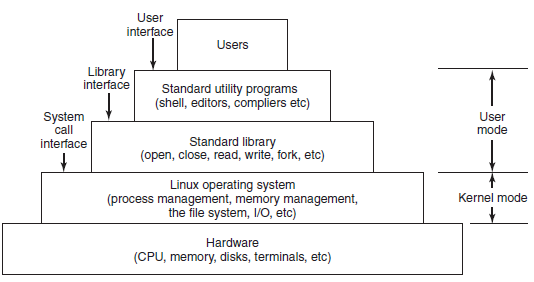 User
interface
Users
Library
interface
Standard utility programs
(shell, editors, compliers etc)
System
call
interface
Standard library
(open, close, read, write, fork, etc)
User
mode
Linux operating system
(process management, memory management,
the file system, I/O, etc)
Kernel mode
Hardware
(CPU, memory, disks, terminals, etc)